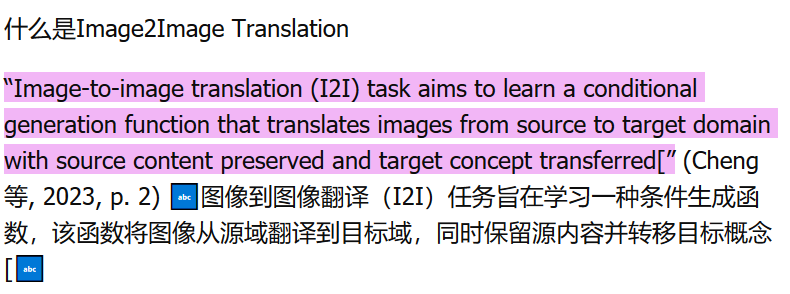 什么是Image2Image Translation
“Image-to-image translation (I2I) task aims to learn a conditional
generation function that translates images from source to target domain
with source content preserved and target concept transferred[” (Cheng
等, 2023, p. 2) abc图像到图像翻译（I2I）任务旨在学习一种条件生成函
数，该函数将图像从源域翻译到目标域，同时保留源内容并转移目标概念
[abc